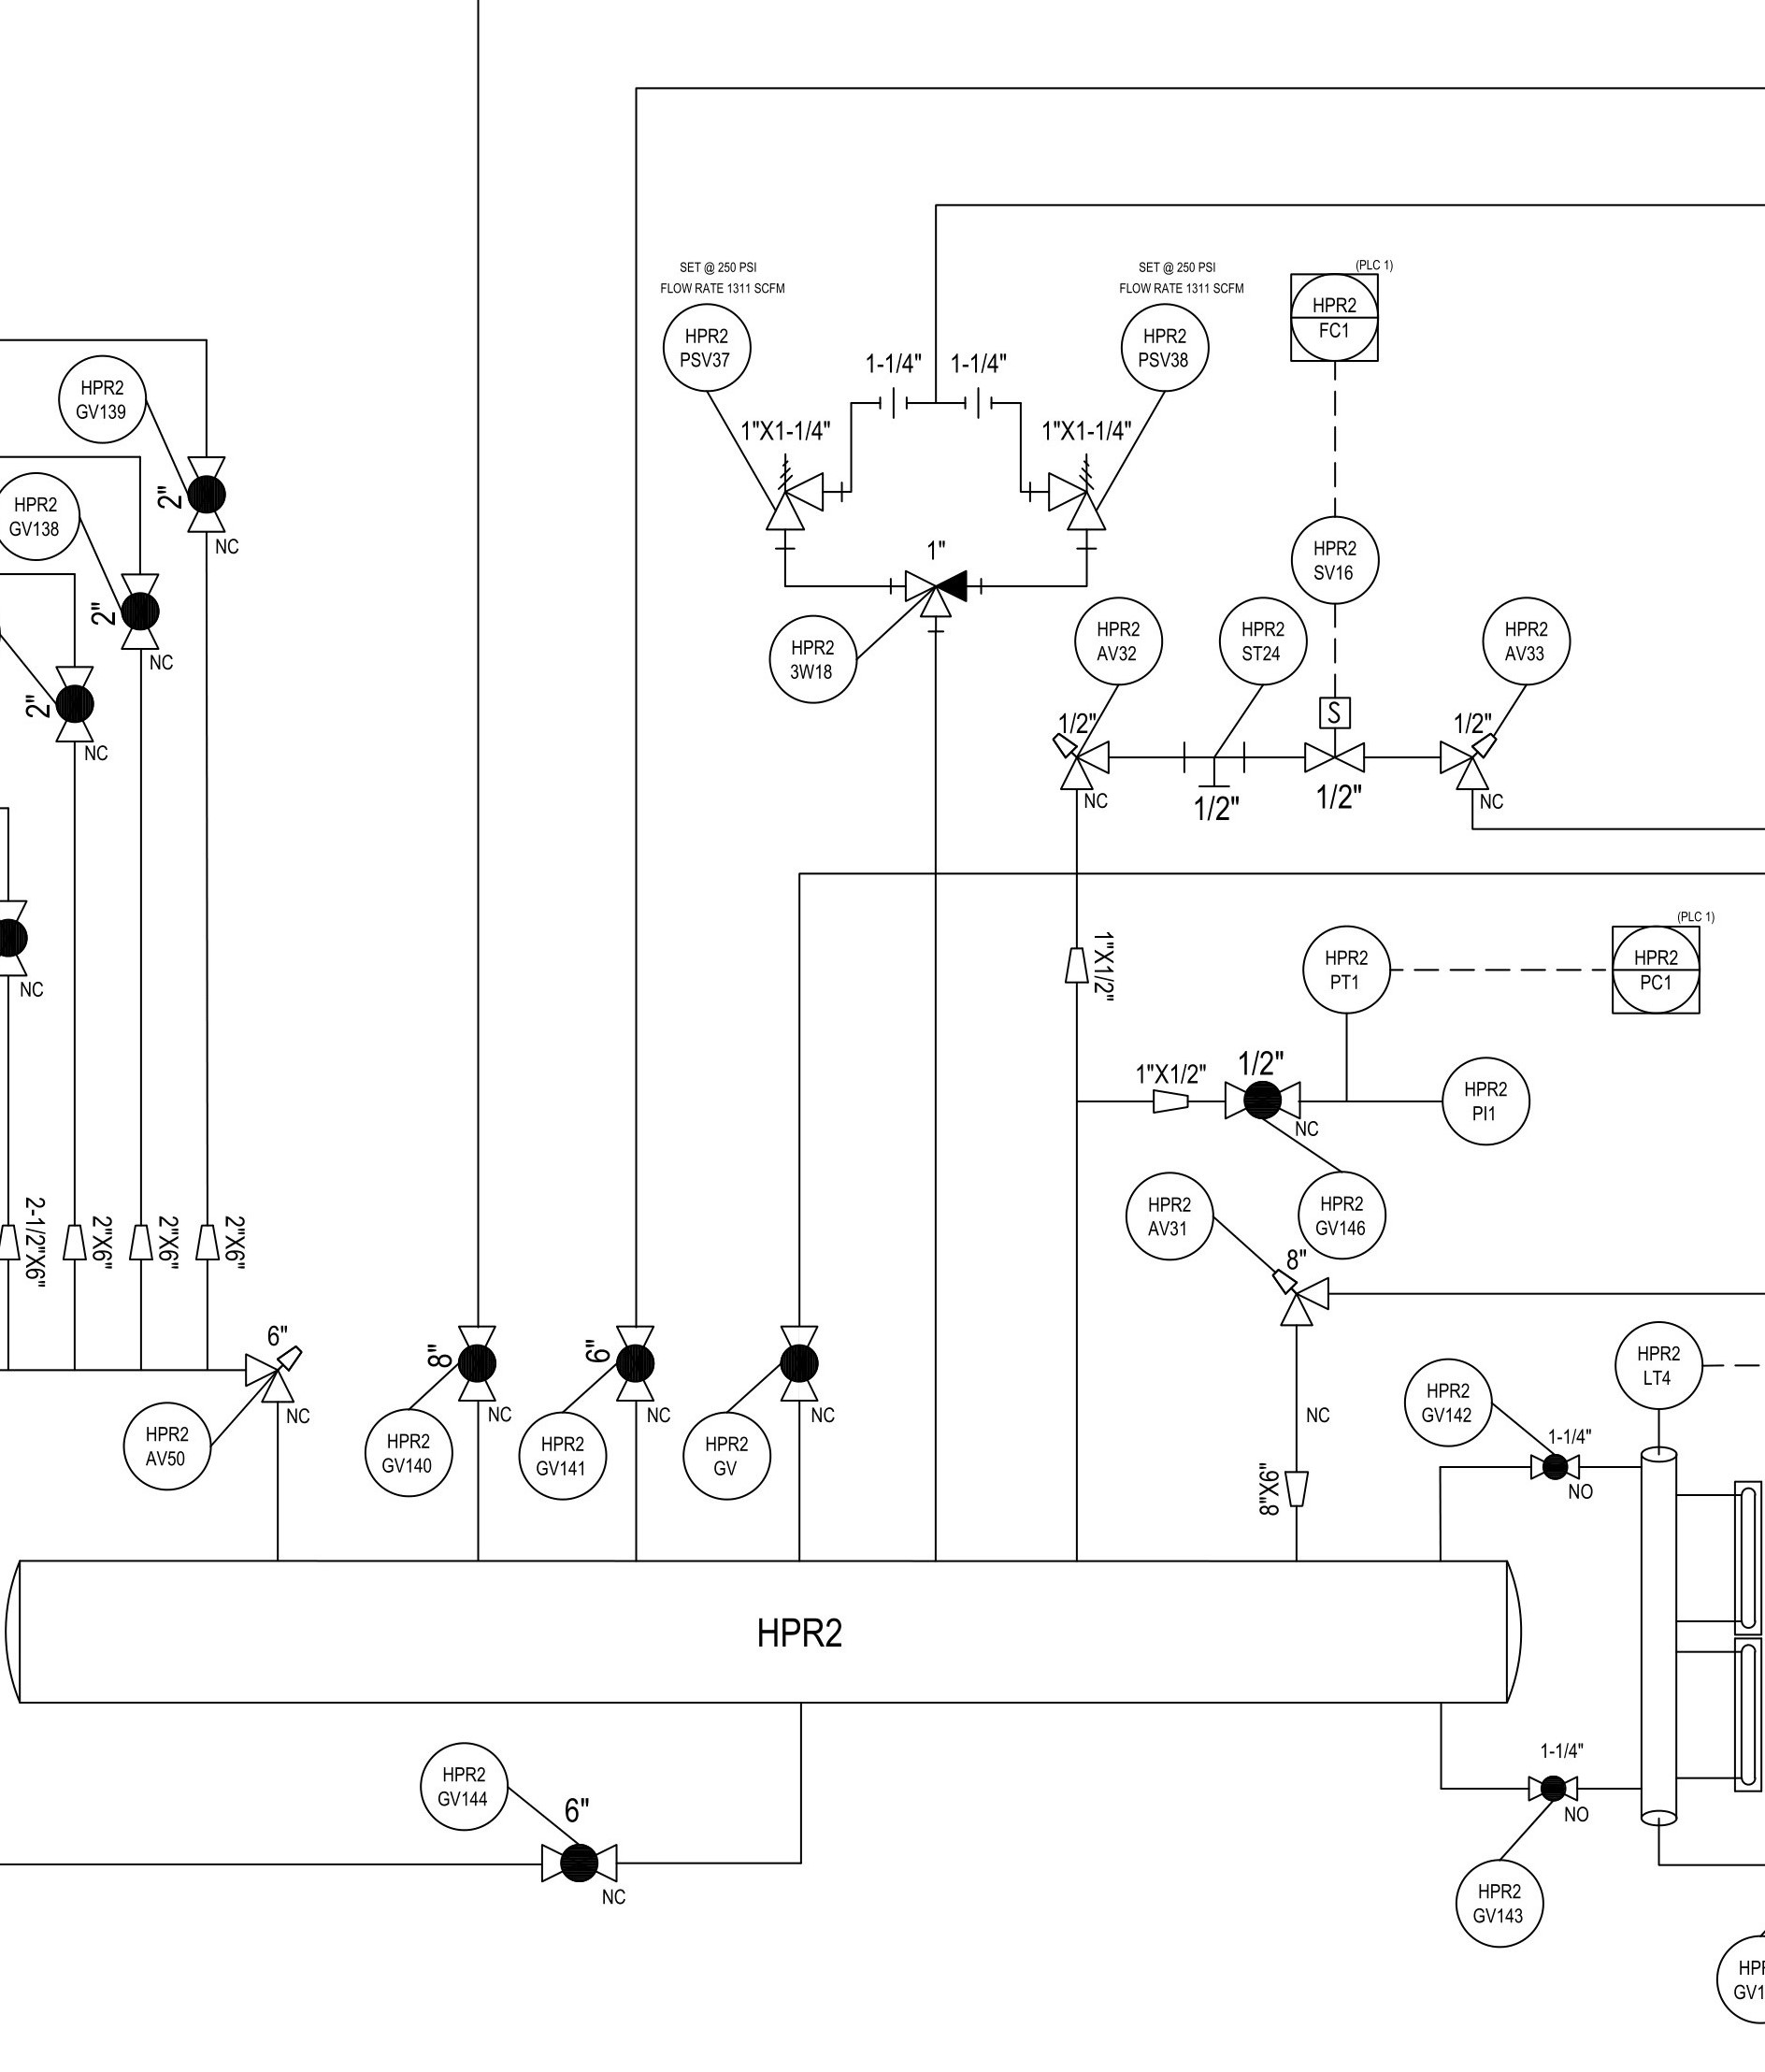 SET @ 250 PSI
FLOW RATE 1311 SCFM
HPR2
PSV37
SET @ 250 PSI
FLOW RATE 1311 SCFM
HPR2
PSV38
(PLC 1)
HPR2
FC1
1-1/4"
1-1/4"
1"X1-1/4"
1"X1-1/4"
HPR2
GV139
2"
NC
HPR2
GV138
2"
NC
2"
NC
NC
1"
HPR2
3W18
HPR2
SV16
HPR2
AV32
HPR2
ST24
HPR2
AV33
1/2"
S
1/2"
NC
1/2"
1/2"
NC
1"X1/2"
(PLC 1)
HPR2
PT1
HPR2
PC1
1"X1/2"
1/2"
NC
HPR2
PI1
HPR2
AV31
HPR2
GV146
8"
2-1/2"X6"
2"X6"
2"X6"
2"X6"
6"
NC
HPR2
AV50
8"
NC
HPR2
GV140
6"
NC
HPR2
GV141
NC
HPR2
GV
NC
8"X6"
HPR2
LT4
HPR2
GV142
1-1/4"
NO
HPR2
HPR2
GV144
6"
NC
1-1/4"
NO
HPR2
GV143